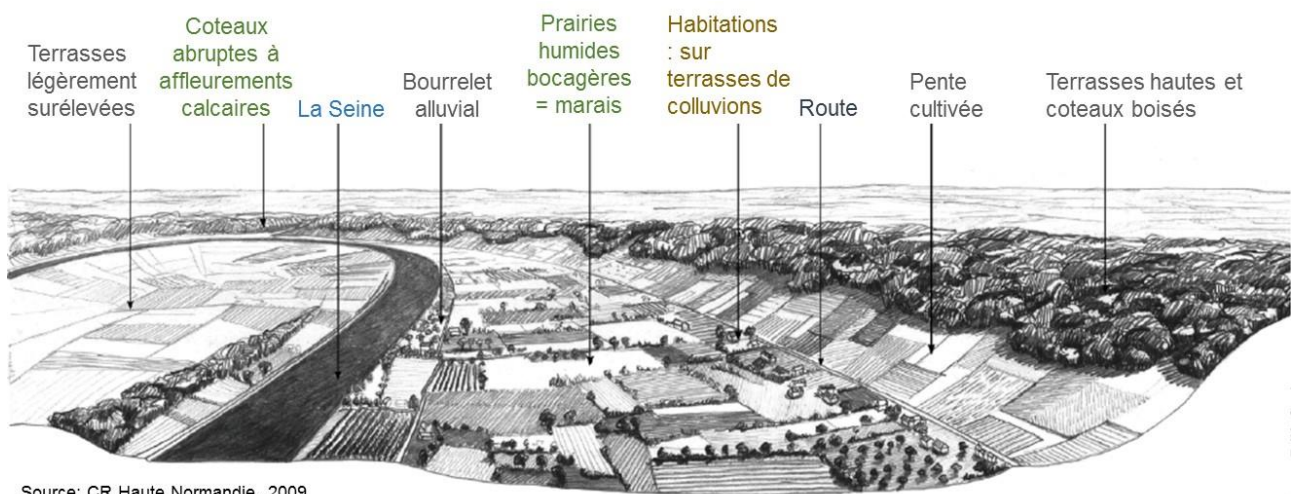 Terrasses
légèrement
surélevées
Coteaux
abruptes à
affleurements
calcaires
La Seine
Bourrelet
alluvial
Prairies
humides
bocagères
= marais
Habitations
: sur
terrasses de
colluvions
Route
Pente
cultivée
Terrasses hautes et
coteaux boisés
Source: CR Haute Normandie, 2009